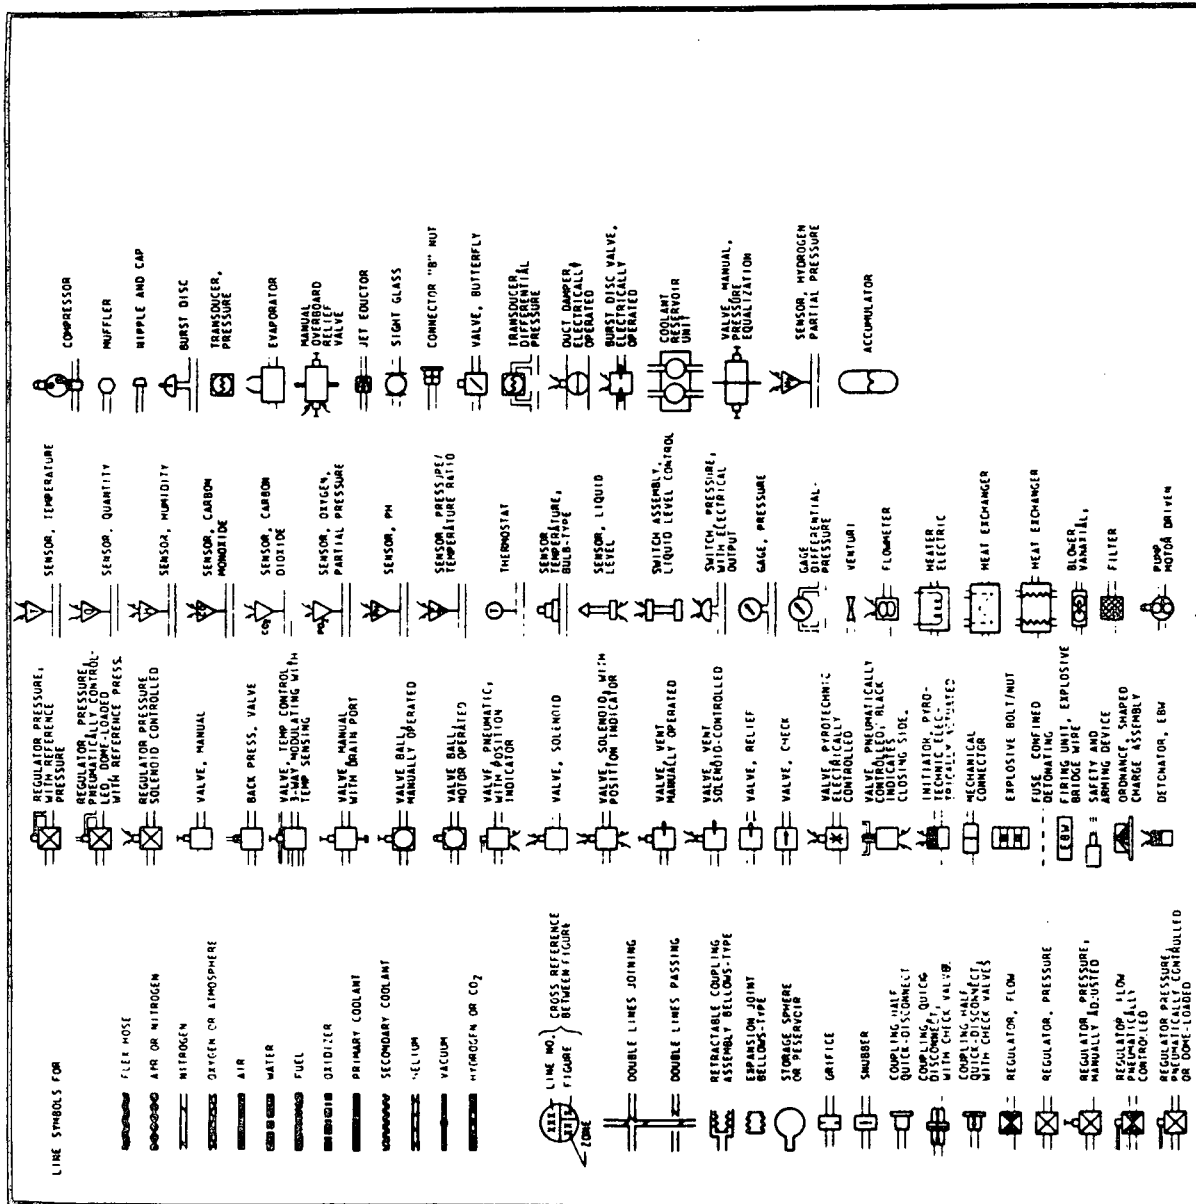 LINE SYMBOLS FOR
FLEX HOSE
AIR OR NITROGEN
NITROGEN
OXYGEN OR ATMOSPHERE
AIR
WATER
FUEL
OXIDIZER
PRIMARY COOLANT
SECONDARY COOLANT
HELIUM
VACUUM
HYDROGEN OR CO2
XXX
XX
LINE NO.
FIGURE
ZONE
CROSS REFERENCE
BETWEEN FIGURE
DOUBLE LINES JOINING
DOUBLE LINES PASSING
RETRACTABLE COUPLING
ASSEMBLY BELLOWS-TYPE
EXPANSION JOINT
BELLOWS-TYPE
STORAGE SPHERE
OR RESERVOIR
ORIFICE
SNUBBER
COUPLING HALF
QUICK-DISCONNECT
COUPLING, QUICK
DISCONNECT,
WITH CHECK VALVES
COUPLING HALF
QUICK-DISCONNECT,
WITH CHECK VALVES
REGULATOR, FLOW
REGULATOR, PRESSURE
REGULATOR, PRESSURE,
MANUALLY ADJUSTED
REGULATOR, FLOW
PNEUMATICALLY
CONTROLLED
REGULATOR PRESSURE,
PNEUMATICALLY CONTROLLED
OR DOME-LOADED
REGULATOR PRESSURE,
WITH REFERENCE
PRESSURE
REGULATOR, PRESSURE,
PNEUMATICALLY CONTROL-
LED, DOME-LOADED
WITH REFERENCE PRESS.
REGULATOR PRESSURE
SOLENOID CONTROLLED
VALVE, MANUAL
BACK PRESS, VALVE
VALVE, TEMP CONTROL
3-WAY MODULATING WITH
TEMP SENSING
VALVE MANUAL
WITH DRAIN PORT
VALVE BALL,
MANUALLY OPERATED
VALVE BALL
MOTOR OPERATED
VALVE PNEUMATIC,
WITH POSITION
INDICATOR
VALVE, SOLENOID
VALVE, SOLENOID, WITH
POSITION INDICATOR
VALVE VENT
MANUALLY OPERATED
VALVE, VENT
SOLENOID-CONTROLLED
VALVE, RELIEF
VALVE, CHECK
VALVE PYROTECHNIC
ELECTRICALLY
CONTROLLED
VALVE PNEUMATICALLY
CONTROLLED, BLACK
INDICATES
CLOSING SIDE.
INITIATOR, PYRO-
TECHNIC ELEC-
TRICALLY ACTUATED
MECHANICAL
CONNECTOR
EXPLOSIVE BOLT/NUT
FUSE CONFINED
DETONATING
EBW
FIRING UNIT, EXPLOSIVE
BRIDGE WIRE
SAFETY AND
ARMING DEVICE
ORDNANCE, SHAPED
CHARGE ASSEMBLY
DETONATOR, EBW
SENSOR, TEMPERATURE
SENSOR, QUANTITY
SENSOR, HUMIDITY
SENSOR, CARBON
MONOXIDE
CO2
SENSOR, CARBON
DIOXIDE
PO2
SENSOR, OXYGEN,
PARTIAL PRESSURE
SENSOR, PH
SENSOR PRESSURE/
TEMPERATURE RATIO
THERMOSTAT
SENSOR
TEMPERATURE,
BULB-TYPE
SENSOR, LIQUID
LEVEL
SWITCH ASSEMBLY,
LIQUID LEVEL CONTROL
SWITCH, PRESSURE,
WITH ELECTRICAL
OUTPUT
GAGE, PRESSURE
GAGE
DIFFERENTIAL-
PRESSURE
VENTURI
FLOWMETER
HEATER
ELECTRIC
HEAT EXCHANGER
HEAT EXCHANGER
BLOWER,
VANAXIAL,
FILTER
PUMP
MOTOR DRIVEN
COMPRESSOR
MUFFLER
NIPPLE AND CAP
BURST DISC
TRANSDUCER,
PRESSURE
EVAPORATOR
MANUAL
OVERBOARD
RELIEF
VALVE
JET EDUCTOR
SIGHT GLASS
CONNECTOR "B" NUT
VALVE, BUTTERFLY
TRANSDUCER,
DIFFERENTIAL
PRESSURE
DUCT DAMPER,
ELECTRICALLY
OPERATED
BURST DISC VALVE,
ELECTRICALLY
OPERATED
COOLANT
RESERVOIR
UNIT
VALVE MANUAL,
PRESSURE
EQUALIZATION
SENSOR, HYDROGEN
PARTIAL PRESSURE
ACCUMULATOR